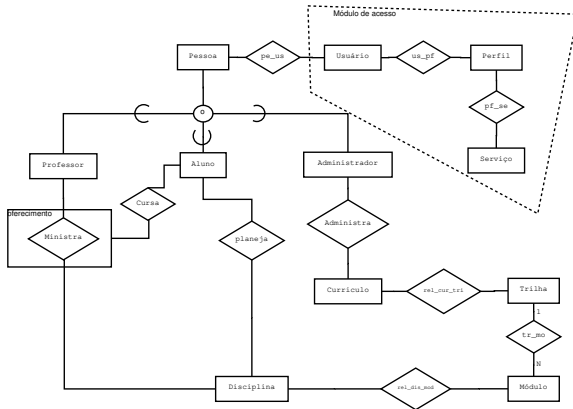 Módulo de acesso
Pessoa
pe_us
Usuário
us_pf
Perfil
pf_se
o
Serviço
Professor
Aluno
Administrador
Cursa
oferecimento
Ministra
planeja
Administra
Currículo
rel_cur_tri
Trilha
1
tr_mo
N
Disciplina
rel_dis_mod
Módulo